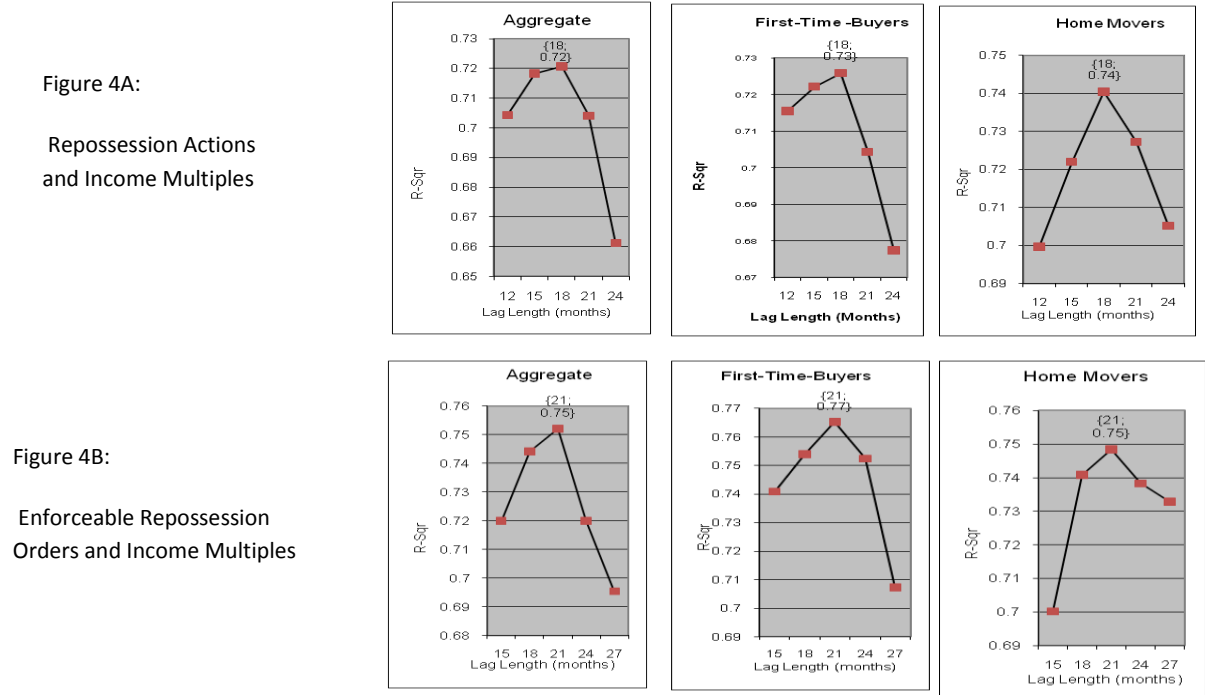 Figure 4A:
Repossession Actions
and Income Multiples
Aggregate
{18;
0.72}
0.73
0.72
0.71
0.7
0.69
0.68
0.67
0.66
0.65
R-Sqr
12 15 18 21 24
Lag Length (months)
First-Time -Buyers
{18;
0.73}
0.73
0.72
0.71
0.7
0.69
0.68
0.67
R-Sqr
12 15 18 21 24
Lag Length (Months)
Home Movers
{18;
0.74}
0.75
0.74
0.73
0.72
0.71
0.7
0.69
R-Sqr
12 15 18 21 24
Lag Length (months)
Figure 4B:
Enforceable Repossession
Orders and Income Multiples
Aggregate
{21;
0.75}
0.76
0.75
0.74
0.73
0.72
0.71
0.7
0.69
0.68
R-Sqr
15 18 21 24 27
Lag Length (months)
First-Time-Buyers
{21;
0.77}
0.77
0.76
0.75
0.74
0.73
0.72
0.71
0.7
0.69
R-Sqr
15 18 21 24 27
Lag Length (months)
Home Movers
{21;
0.75}
0.76
0.75
0.74
0.73
0.72
0.71
0.7
0.69
R-Sqr
15 18 21 24 27
Lag Length (months)